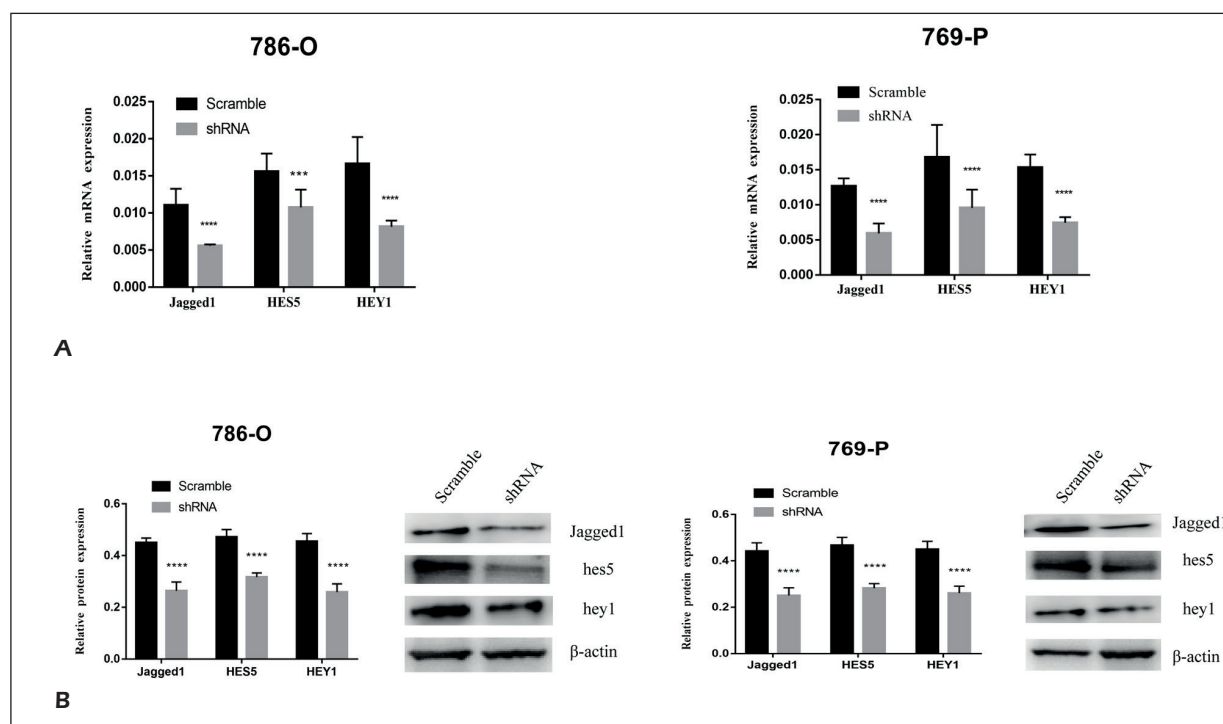 786-O
Scramble
shRNA
Relative mRNA expression
0.025
0.020
0.015
0.010
0.005
0.000
****
***
****
Jagged1 HES5 HEY1
769-P
Scramble
shRNA
Relative mRNA expression
0.025
0.020
0.015
0.010
0.005
0.000
****
****
****
Jagged1 HES5 HEY1
A
786-O
Scramble
shRNA
Relative protein expression
0.6
0.4
0.2
0.0
****
****
****
Jagged1 HES5 HEY1
Scramble shRNA
Jagged1
hes5
hey1
β-actin
769-P
Scramble
shRNA
Relative protein expression
0.6
0.4
0.2
0.0
****
****
****
Jagged1 HES5 HEY1
Scramble shRNA
Jagged1
hes5
hey1
β-actin
B